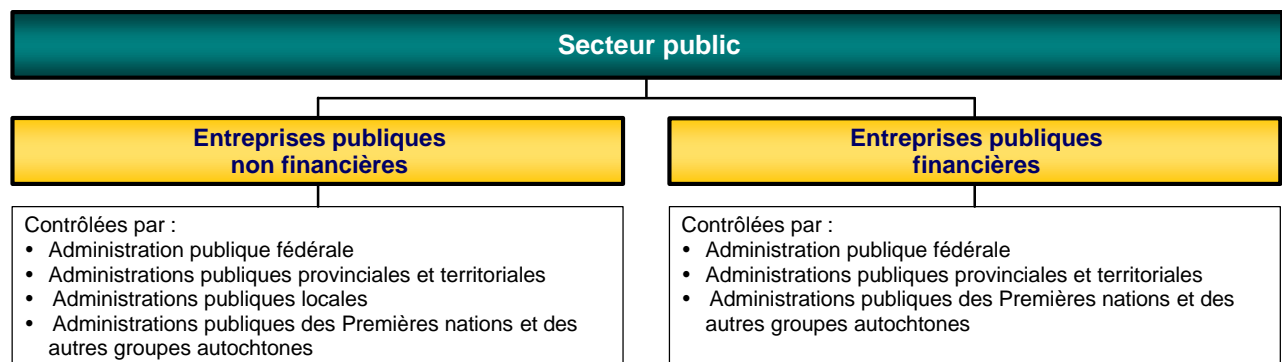 Secteur public
Entreprises publiques
non financières
Contrôlées par :
• Administration publique fédérale
• Administrations publiques provinciales et territoriales
• Administrations publiques locales
• Administrations publiques des Premières nations et des
autres groupes autochtones
Entreprises publiques
financières
Contrôlées par :
• Administration publique fédérale
• Administrations publiques provinciales et territoriales
• Administrations publiques des Premières nations et des
autres groupes autochtones